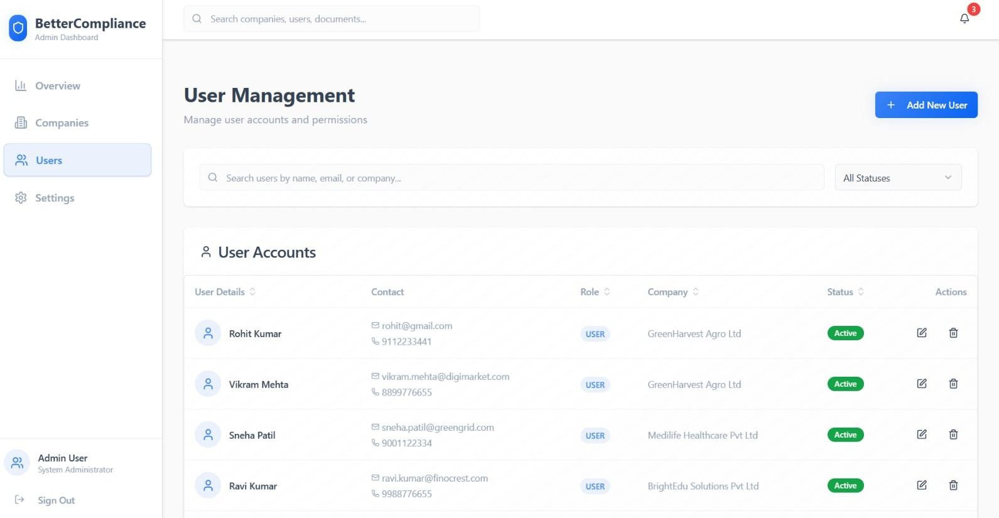 BetterCompliance
Admin Dashboard
Search companies, users, documents...
3
Overview
Companies
Users
Settings
Admin User
System Administrator
Sign Out
User Management
Manage user accounts and permissions
+ Add New User
Search users by name, email, or company...
All Statuses
User Accounts
User Details Contact Role Company Status Actions
Rohit Kumar
rohit@gmail.com
9112233441
USER
GreenHarvest Agro Ltd
Active
Vikram Mehta
vikram.mehta@digimarket.com
8899776655
USER
GreenHarvest Agro Ltd
Active
Sneha Patil
sneha.patil@greengrid.com
9001122334
USER
Medilife Healthcare Pvt Ltd
Active
Ravi Kumar
ravi.kumar@finocrest.com
9988776655
USER
BrightEdu Solutions Pvt Ltd
Active